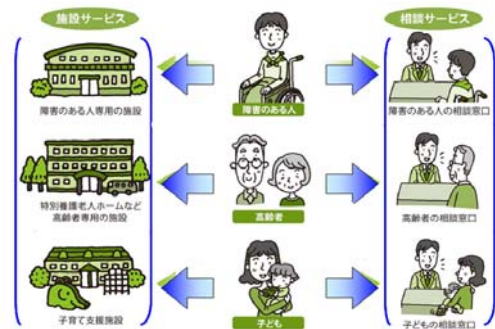 施設サービス
相談サービス
障害のある人専用の施設
障害のある人
障害のある人の相談窓口
特別養護老人ホームなど
高齢者専用の施設
高齢者
高齢者の相談窓口
子育て支援施設
子ども
子どもの相談窓口